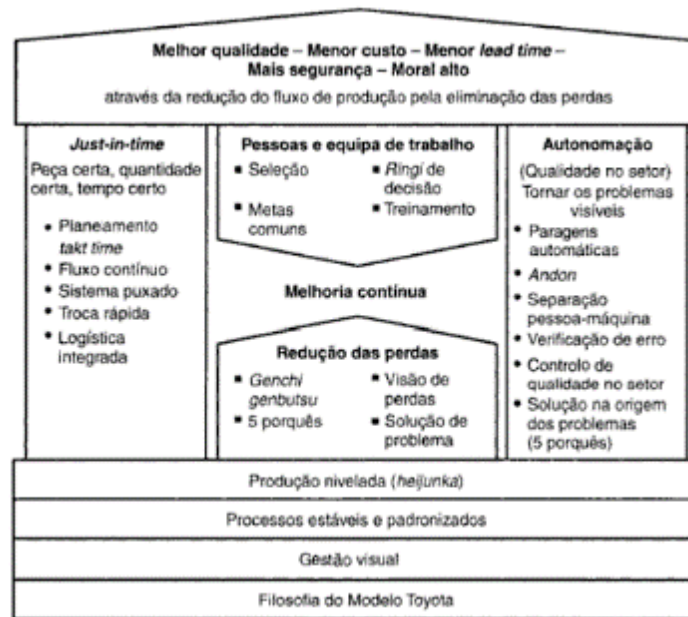 Melhor qualidade – Menor custo – Menor lead time –
Mais segurança – Moral alto
através da redução do fluxo de produção pela eliminação das perdas
Just-in-time
Peça certa, quantidade
certa, tempo certo
• Planeamento
takt time
• Fluxo contínuo
• Sistema puxado
• Troca rápida
• Logística
integrada
Pessoas e equipa de trabalho
▪ Seleção
▪ Metas
comuns
▪ Ringi de
decisão
▪ Treinamento
Melhoria contínua
Redução das perdas
▪ Genchi
genbutsu
▪ 5 porquês
▪ Visão de
perdas
▪ Solução de
problema
Autonomação
(Qualidade no setor)
Tornar os problemas
visíveis
• Paragens
automáticas
• Andon
• Separação
pessoa-máquina
• Verificação de erro
• Controlo de
qualidade no setor
• Solução na origem
dos problemas
(5 porquês)
Produção nivelada (heijunka)
Processos estáveis e padronizados
Gestão visual
Filosofia do Modelo Toyota